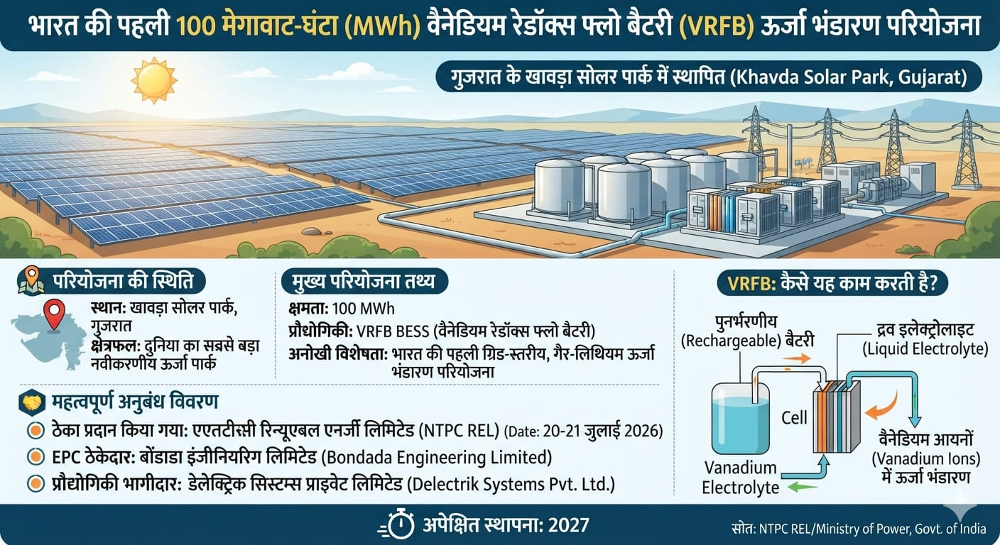 भारत की पहली 100 मेगावाट-घंटा (MWh) वैनेडियम रेडॉक्स फ्लो बैटरी (VRFB) ऊर्जा भंडारण परियोजना
गुजरात के खावड़ा सोलर पार्क में स्थापित (Khavda Solar Park, Gujarat)
परियोजना की स्थिति
स्थान: खावड़ा सोलर पार्क,
गुजरात
क्षेत्रफल: दुनिया का सबसे बड़ा
नवीकरणीय ऊर्जा पार्क
मुख्य परियोजना तथ्य
क्षमता: 100 MWh
प्रौधोगिकी: VRFB BESS (वैनेडियम रेडॉक्स फ्लो बैटरी)
अनोखी विशेषता: भारत की पहली ग्रिड-स्तरीय, गैर-लिथियम ऊर्जा
भंडारण परियोजना
महत्वपूर्ण अनुबंध विवरण
ठेका प्रदान किया गया: एएतटीसी रिन्यूएबल एनर्जी लिमिटेड (NTPC REL) (Date: 20-21 जुलाई 2026)
EPC ठेकेदार: बोंडाडा इंजीनियरिग लिमिटेड (Bondada Engineering Limited)
प्रौद्योगिकी भागीदार: डेलेक्ट्रिक सिस्टम्स प्राइवेट लिमिटेड (Delectrik Systems Pvt. Ltd.)
VRFB: कैसे यह काम करती है?
पुनर्भरणीय
(Rechargeable) बैटरी
द्रव इलेक्ट्रोलाइट
(Liquid Electrolyte)
Cell
Vanadium
Electrolyte
वैनेडियम आयनों
(Vanadium Ions)
में ऊर्जा भंडारण
अपेक्षित स्थापना: 2027
सोत: NTPC REL/Ministry of Power, Govt. of India